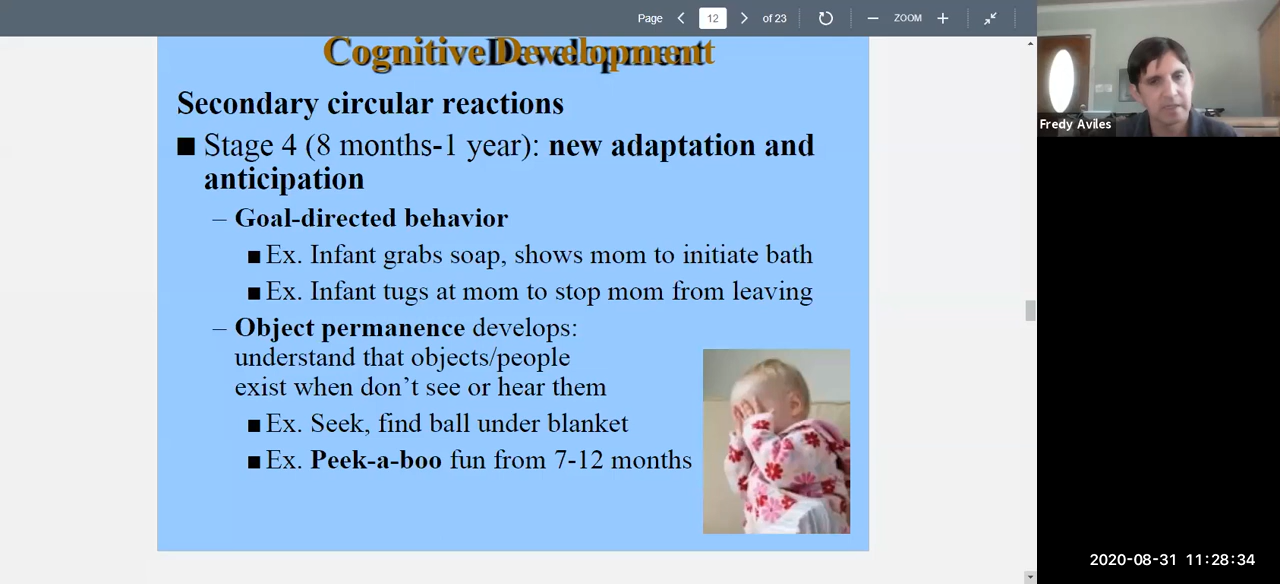 Page 12 of 23 ZOOM
Cognitive Development
Fredy Aviles
Secondary circular reactions
■ Stage 4 (8 months-1 year): new adaptation and
anticipation
– Goal-directed behavior
■ Ex. Infant grabs soap, shows mom to initiate bath
■ Ex. Infant tugs at mom to stop mom from leaving
– Object permanence develops:
understand that objects/people
exist when don’t see or hear them
■ Ex. Seek, find ball under blanket
■ Ex. Peek-a-boo fun from 7-12 months
2020-08-31 11:28:34